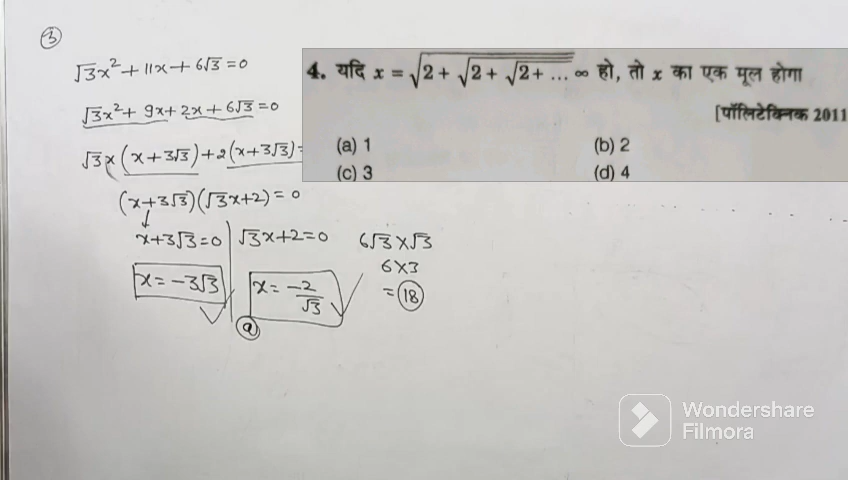 ③
√3x² + 11x + 6√3 = 0
√3x² + 9x + 2x + 6√3 = 0
√3x(x + 3√3) + 2(x + 3√3) =
(x + 3√3)(√3x + 2) = 0
x + 3√3 = 0 | √3x + 2 = 0
x = -3√3
x = -2/√3
ⓐ
6√3 × √3
6 × 3
= ⑱
4. यदि x = √(2 + √(2 + √(2 + ... ∞ हो, तो x का एक मूल होगा
[पॉलिटेक्निक 2011
(a) 1 (b) 2
(c) 3 (d) 4
Wondershare
Filmora